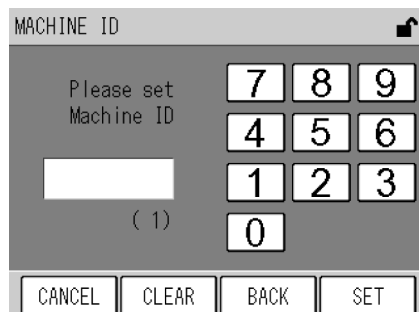 MACHINE ID
Please set
Machine ID
( 1)
7 8 9
4 5 6
1 2 3
0
CANCEL CLEAR BACK SET